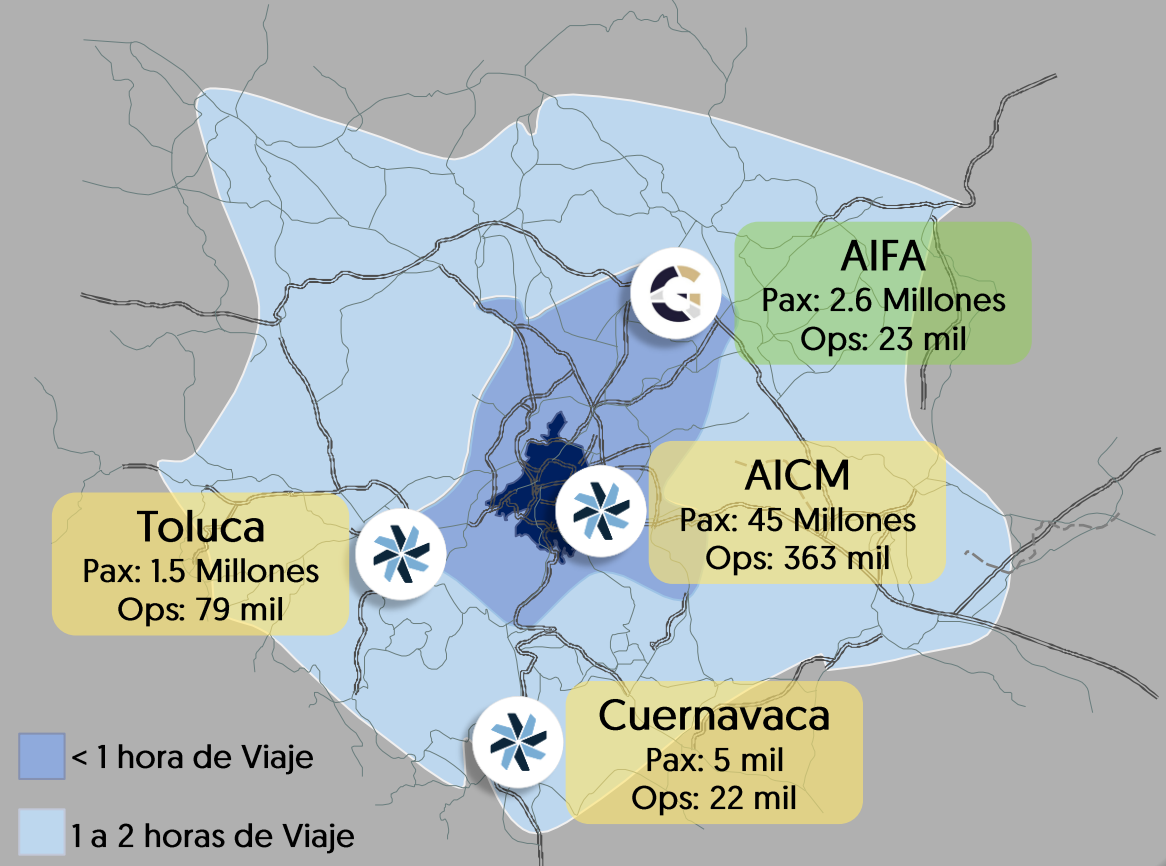 AIFA
Pax: 2.6 Millones
Ops: 23 mil
AICM
Pax: 45 Millones
Ops: 363 mil
Toluca
Pax: 1.5 Millones
Ops: 79 mil
Cuernavaca
Pax: 5 mil
Ops: 22 mil
< 1 hora de Viaje
1 a 2 horas de Viaje